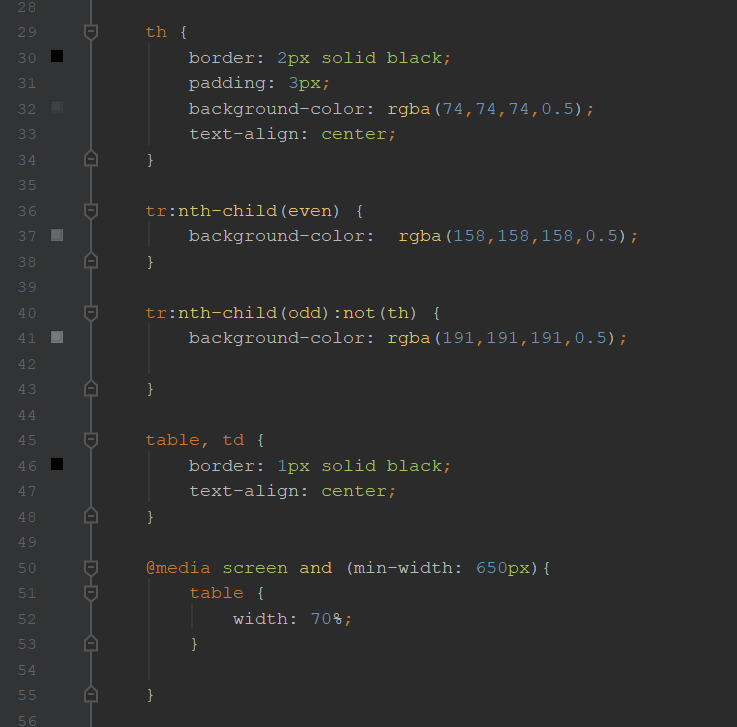 28
29 th {
30 border: 2px solid black;
31 padding: 3px;
32 background-color: rgba(74,74,74,0.5);
33 text-align: center;
34 }
35
36 tr:nth-child(even) {
37 background-color:  rgba(158,158,158,0.5);
38 }
39
40 tr:nth-child(odd):not(th) {
41 background-color: rgba(191,191,191,0.5);
42
43 }
44
45 table, td {
46 border: 1px solid black;
47 text-align: center;
48 }
49
50 @media screen and (min-width: 650px){
51 table {
52 width: 70%;
53 }
54
55 }
56